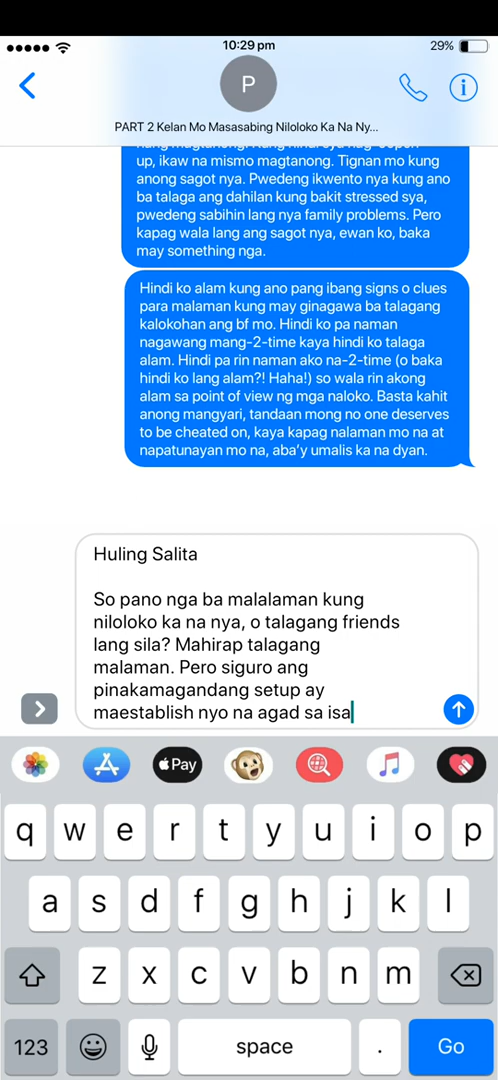 10:29 pm
29%
P
PART 2 Kelan Mo Masasabing Niloloko Ka Na Ny...
up, ikaw na mismo magtanong. Tignan mo kung
anong sagot nya. Pwedeng ikwento nya kung ano
ba talaga ang dahilan kung bakit stressed sya,
pwedeng sabihin lang nya family problems. Pero
kapag wala lang ang sagot nya, ewan ko, baka
may something nga.
Hindi ko alam kung ano pang ibang signs o clues
para malaman kung may ginagawa ba talagang
kalokohan ang bf mo. Hindi ko pa naman
nagawang mang-2-time kaya hindi ko talaga
alam. Hindi pa rin naman ako na-2-time (o baka
hindi ko lang alam?! Haha!) so wala rin akong
alam sa point of view ng mga naloko. Basta kahit
anong mangyari, tandaan mong no one deserves
to be cheated on, kaya kapag nalaman mo na at
napatunayan mo na, aba'y umalis ka na dyan.
Huling Salita
So pano nga ba malalaman kung
niloloko ka na nya, o talagang friends
lang sila? Mahirap talagang
malaman. Pero siguro ang
pinakamagandang setup ay
maestablish nyo na agad sa isa
Pay
q w e r t y u i o p
a s d f g h j k l
z x c v b n m
123 space . Go